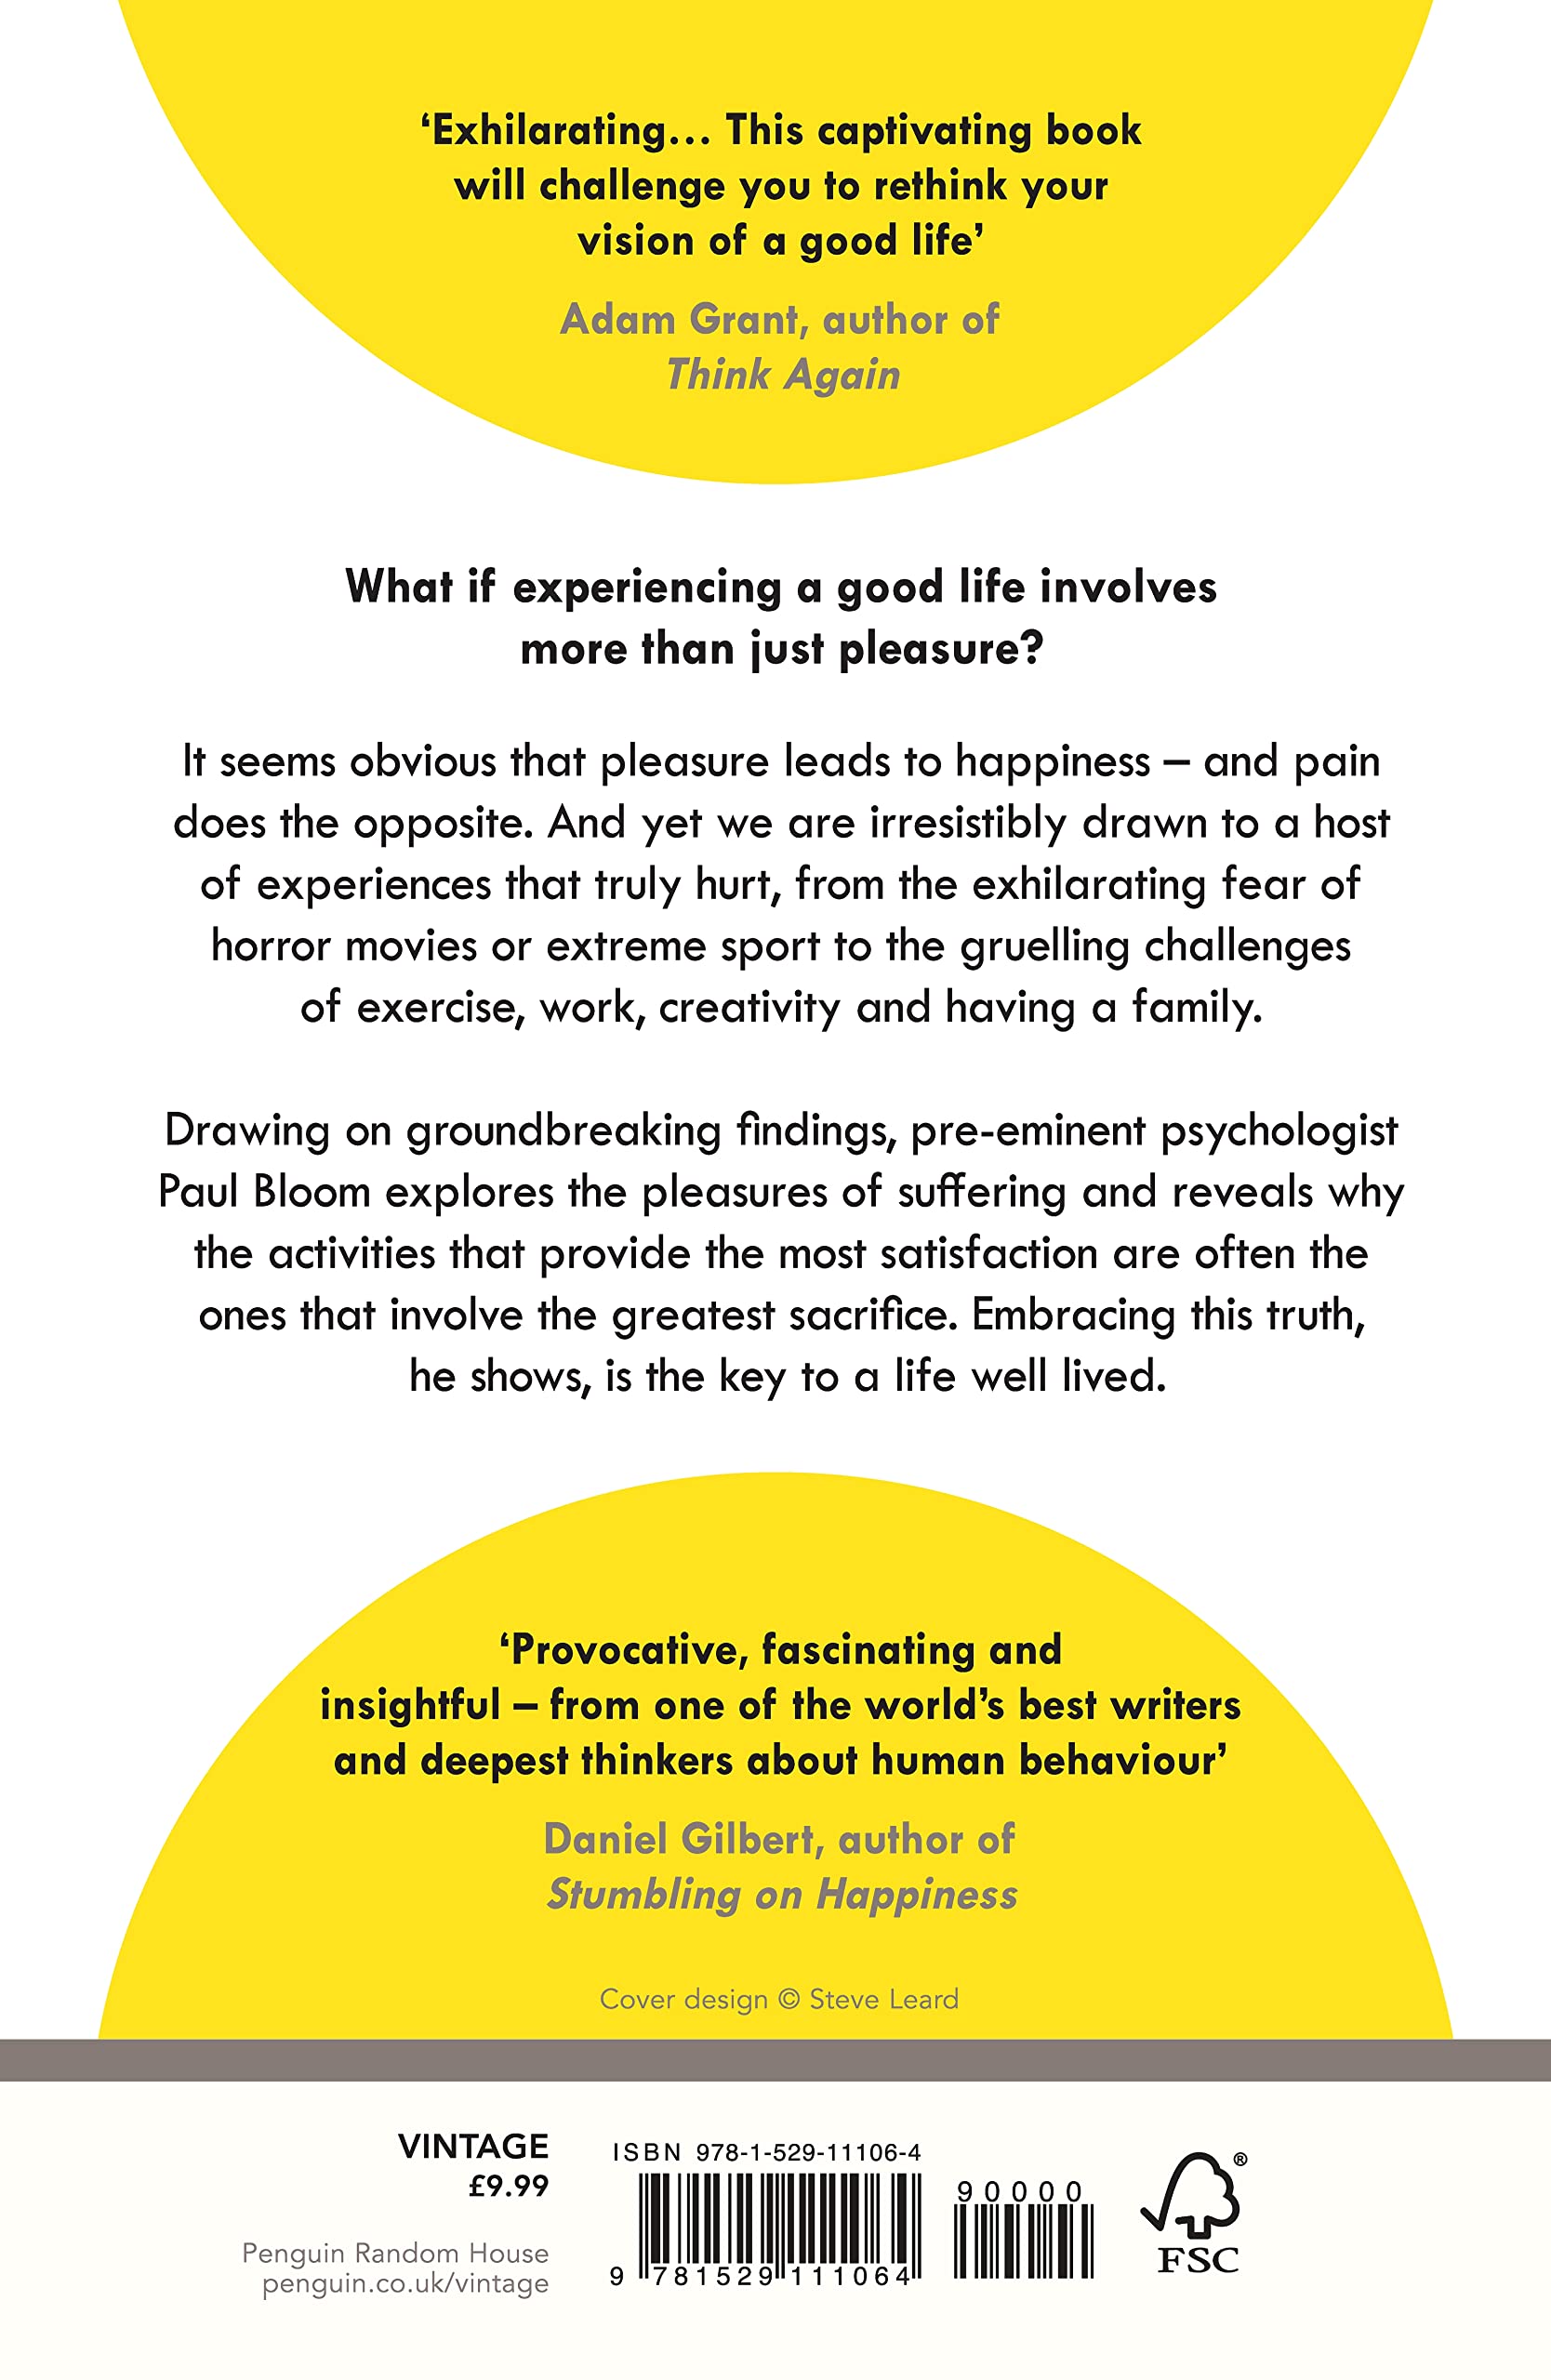 ‘Exhilarating… This captivating book
will challenge you to rethink your
vision of a good life’
Adam Grant, author of
Think Again
What if experiencing a good life involves
more than just pleasure?
It seems obvious that pleasure leads to happiness – and pain
does the opposite. And yet we are irresistibly drawn to a host
of experiences that truly hurt, from the exhilarating fear of
horror movies or extreme sport to the gruelling challenges
of exercise, work, creativity and having a family.
Drawing on groundbreaking findings, pre-eminent psychologist
Paul Bloom explores the pleasures of suffering and reveals why
the activities that provide the most satisfaction are often the
ones that involve the greatest sacrifice. Embracing this truth,
he shows, is the key to a life well lived.
‘Provocative, fascinating and
insightful – from one of the world’s best writers
and deepest thinkers about human behaviour’
Daniel Gilbert, author of
Stumbling on Happiness
Cover design © Steve Leard
VINTAGE
£9.99
Penguin Random House
penguin.co.uk/vintage
ISBN 978-1-529-11106-4
90000
9 781529 111064
®
FSC